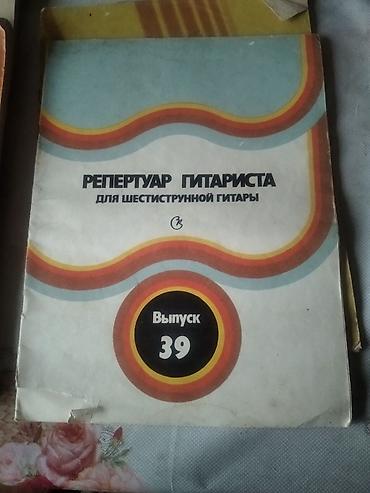 РЕПЕРТУАР ГИТАРИСТА
ДЛЯ ШЕСТИСТРУННОЙ ГИТАРЫ
Выпуск
39